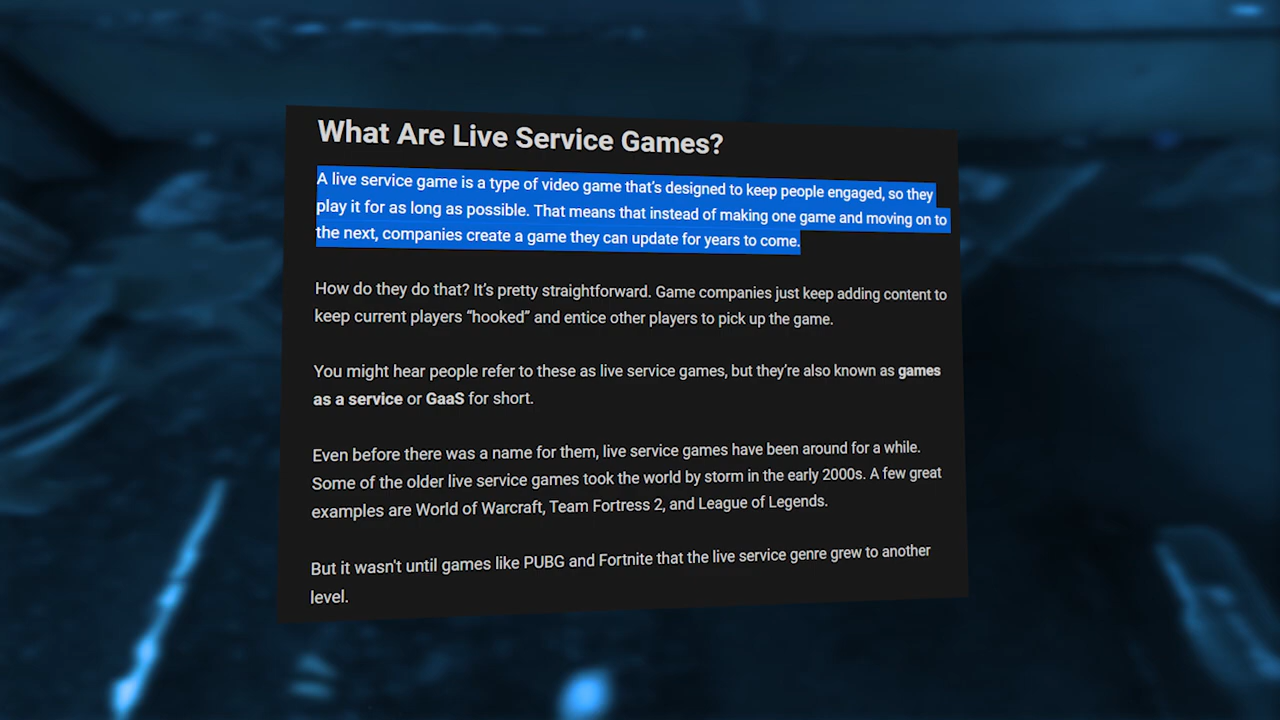 What Are Live Service Games?
A live service game is a type of video game that's designed to keep people engaged, so they
play it for as long as possible. That means that instead of making one game and moving on to
the next, companies create a game they can update for years to come.
How do they do that? It's pretty straightforward. Game companies just keep adding content to
keep current players “hooked” and entice other players to pick up the game.
You might hear people refer to these as live service games, but they're also known as games
as a service or GaaS for short.
Even before there was a name for them, live service games have been around for a while.
Some of the older live service games took the world by storm in the early 2000s. A few great
examples are World of Warcraft, Team Fortress 2, and League of Legends.
But it wasn't until games like PUBG and Fortnite that the live service genre grew to another
level.